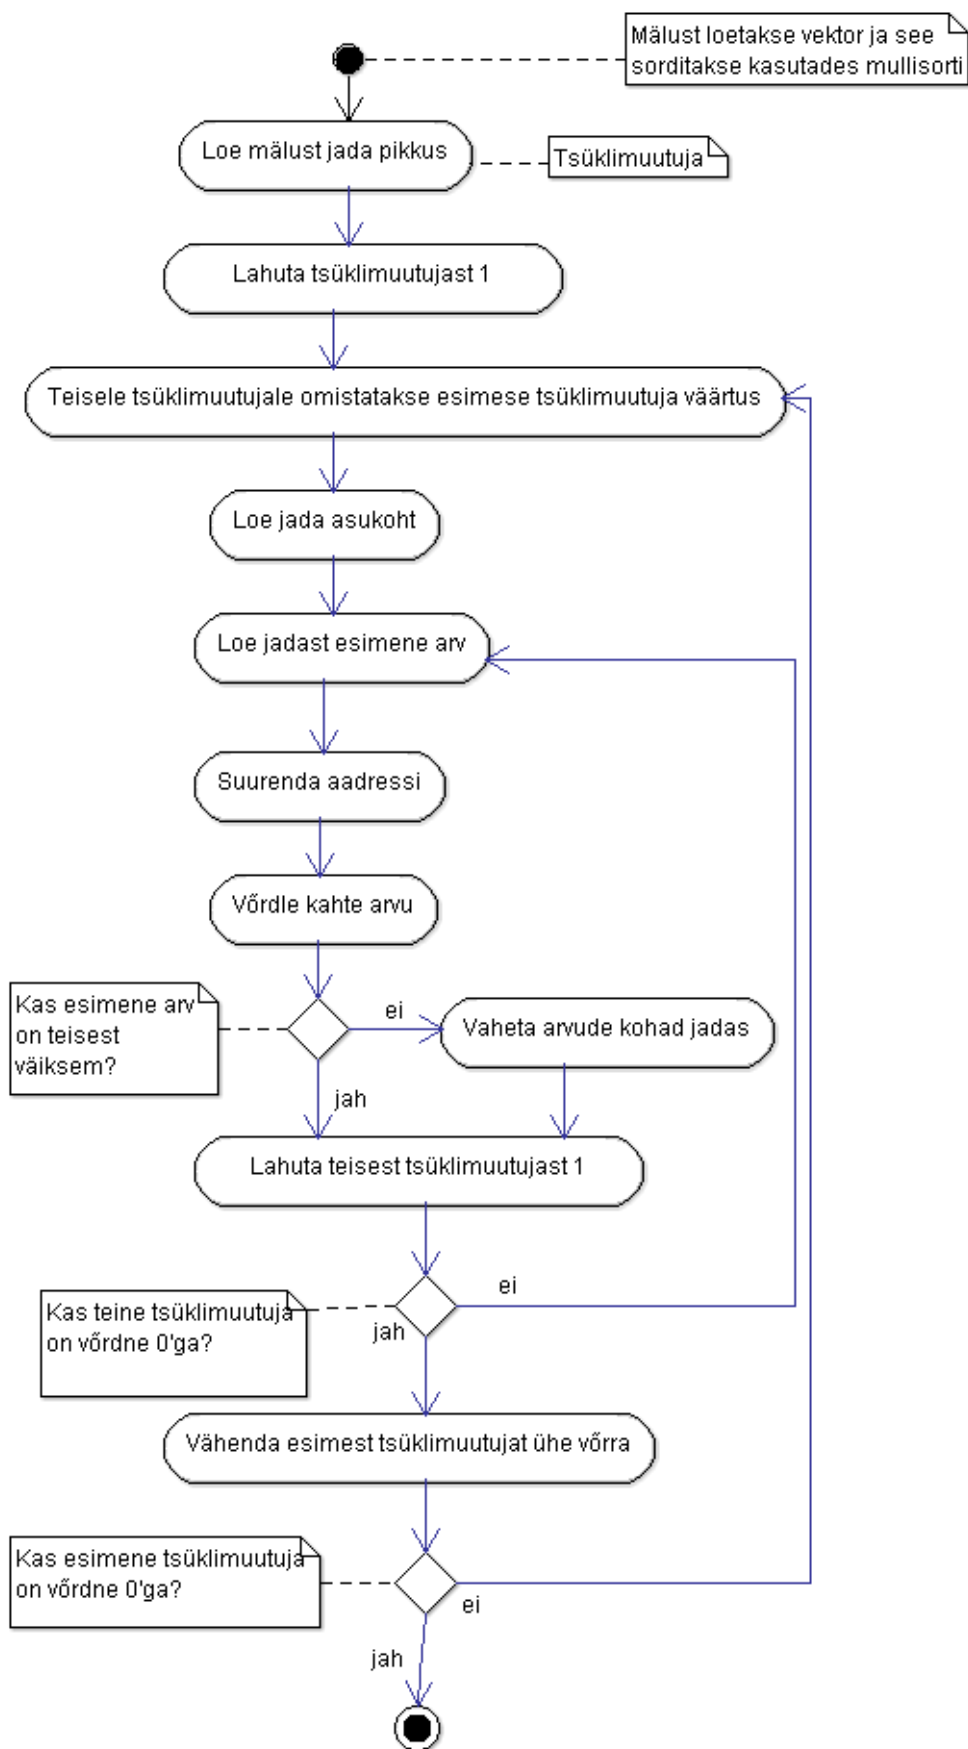 Mälust loetakse vektor ja see
sorditakse kasutades mullisorti
Loe mälust jada pikkus
Tsüklimuutuja
Lahuta tsüklimuutujast 1
Teisele tsüklimuutujale omistatakse esimese tsüklimuutuja väärtus
Loe jada asukoht
Loe jadast esimene arv
Suurenda aadressi
Võrdle kahte arvu
Kas esimene arv
on teisest
väiksem?
ei
Vaheta arvude kohad jadas
jah
Lahuta teisest tsüklimuutujast 1
Kas teine tsüklimuutuja
on võrdne 0'ga?
ei
jah
Vähenda esimest tsüklimuutujat ühe võrra
Kas esimene tsüklimuutuja
on võrdne 0'ga?
ei
jah